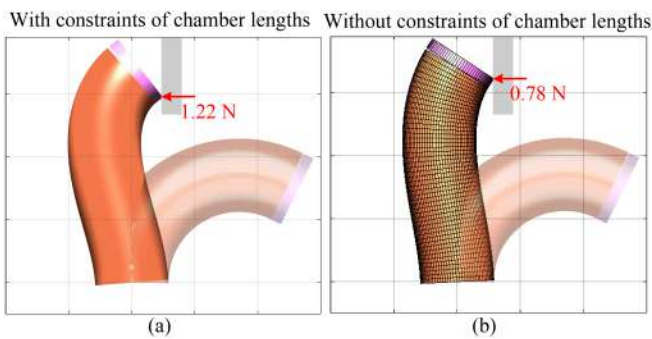 With constraints of chamber lengths
Without constraints of chamber lengths
1.22 N
0.78 N
(a)
(b)